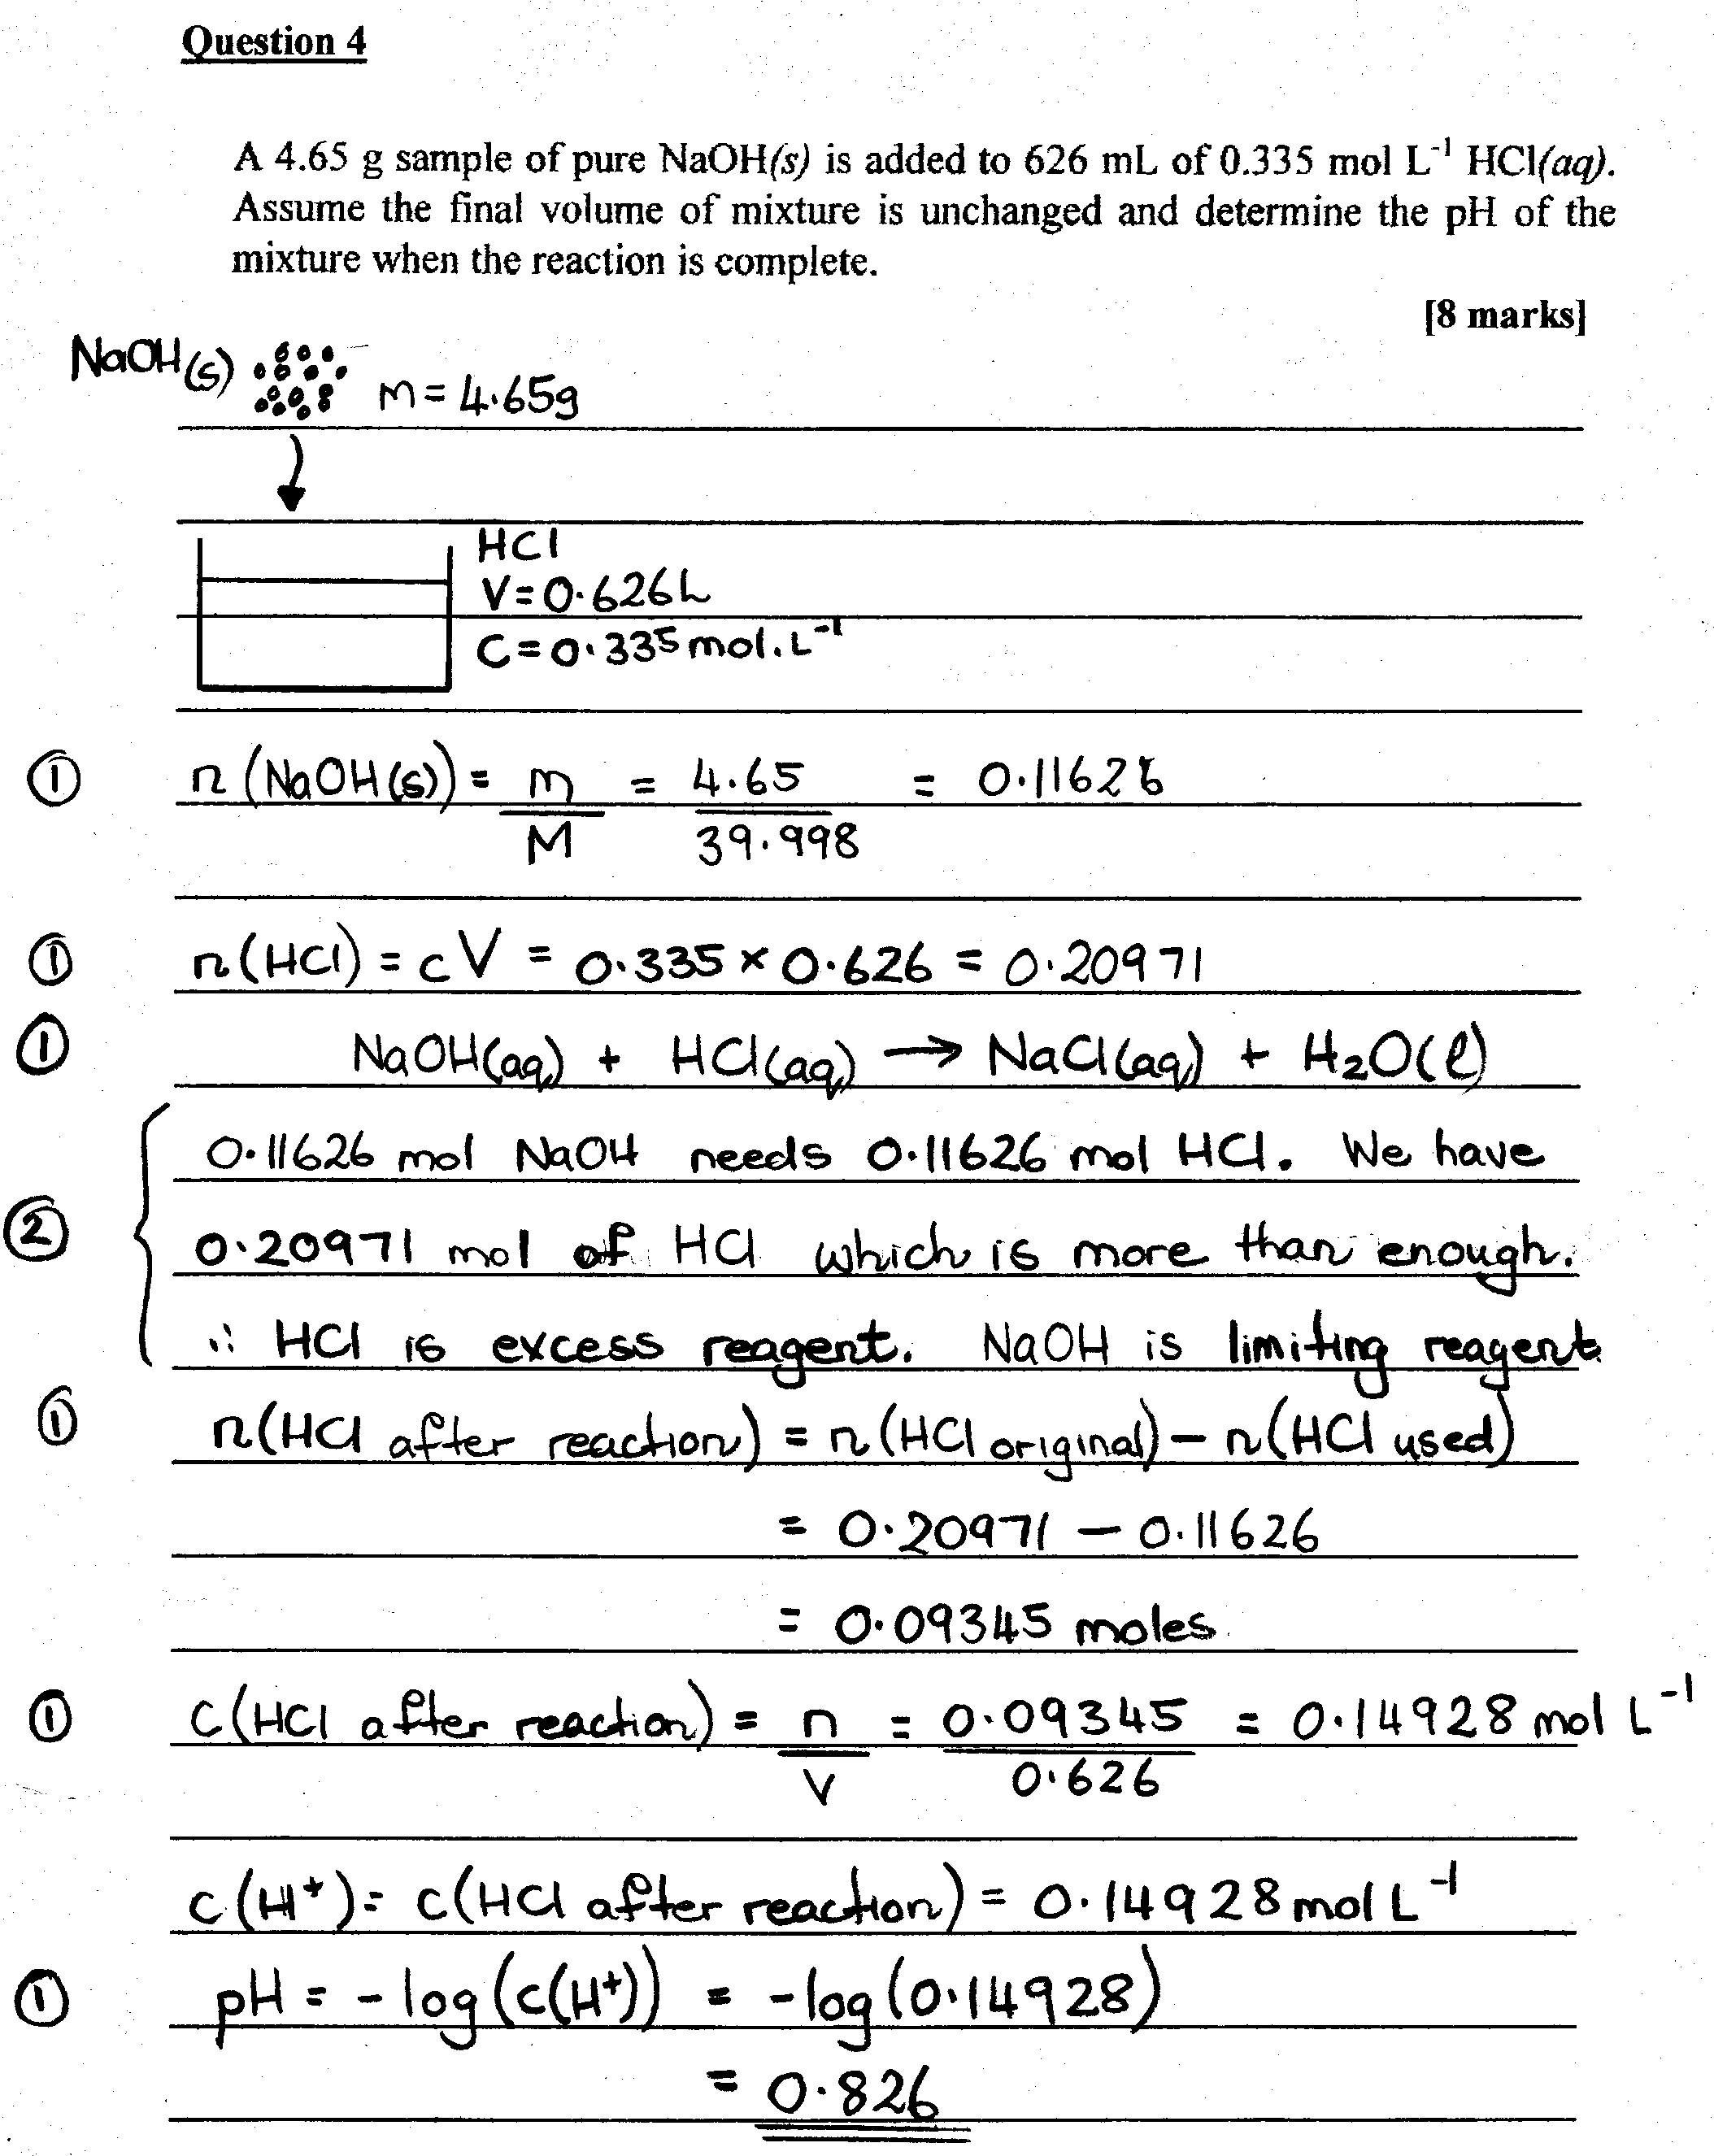 Question 4
A 4.65 g sample of pure NaOH(s) is added to 626 mL of 0.335 mol L⁻¹ HCl(aq).
Assume the final volume of mixture is unchanged and determine the pH of the
mixture when the reaction is complete.
[8 marks]
NaOH(s) m = 4.65g
HCl
V = 0.626L
C = 0.335 mol.L⁻¹
① n(NaOH(s)) = m/M = 4.65/39.998 = 0.11626
① n(HCl) = cV = 0.335 × 0.626 = 0.20971
① NaOH(aq) + HCl(aq) → NaCl(aq) + H₂O(l)
0.11626 mol NaOH needs 0.11626 mol HCl. We have
② 0.20971 mol of HCl which is more than enough.
∴ HCl is excess reagent. NaOH is limiting reagent.
① n(HCl after reaction) = n(HCl original) − n(HCl used)
= 0.20971 − 0.11626
= 0.09345 moles.
① C(HCl after reaction) = n/V = 0.09345/0.626 = 0.14928 mol L⁻¹
c(H⁺) = c(HCl after reaction) = 0.14928 mol L⁻¹
① pH = −log(c(H⁺)) = −log(0.14928)
= 0.826